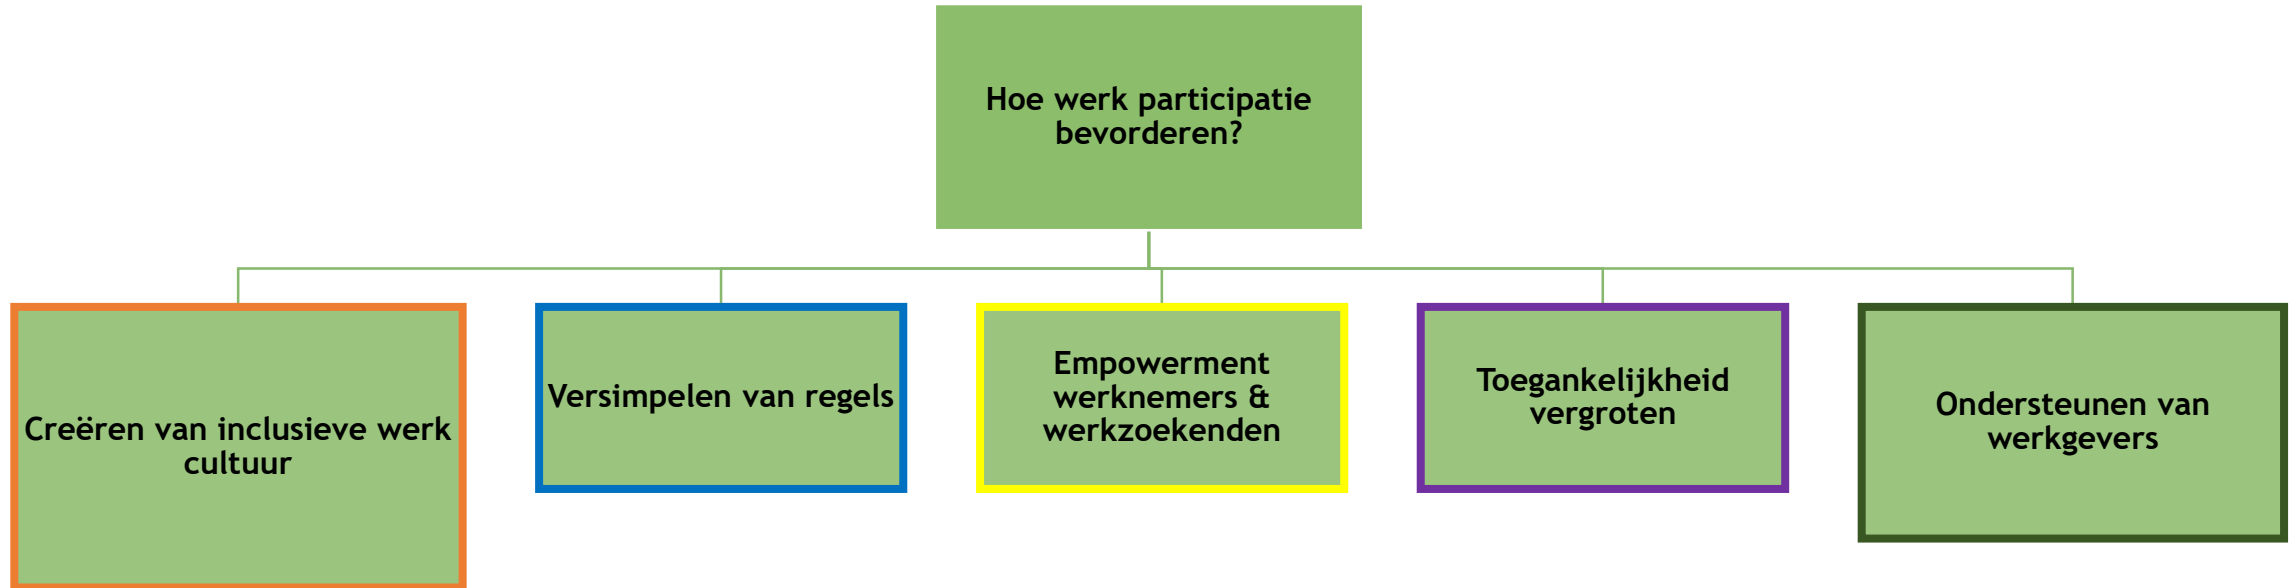 Hoe werk participatie
bevorderen?
Creëren van inclusieve werk
cultuur
Versimpelen van regels
Empowerment
werknemers &
werkzoekenden
Toegankelijkheid
vergroten
Ondersteunen van
werkgevers